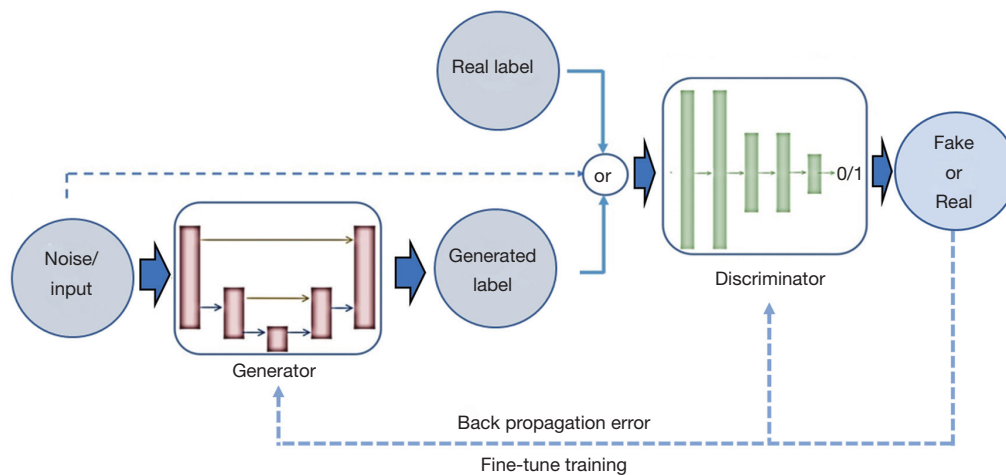 Real label
or
0/1
Fake
or
Real
Noise/
input
Generated
label
Discriminator
Generator
Back propagation error
Fine-tune training